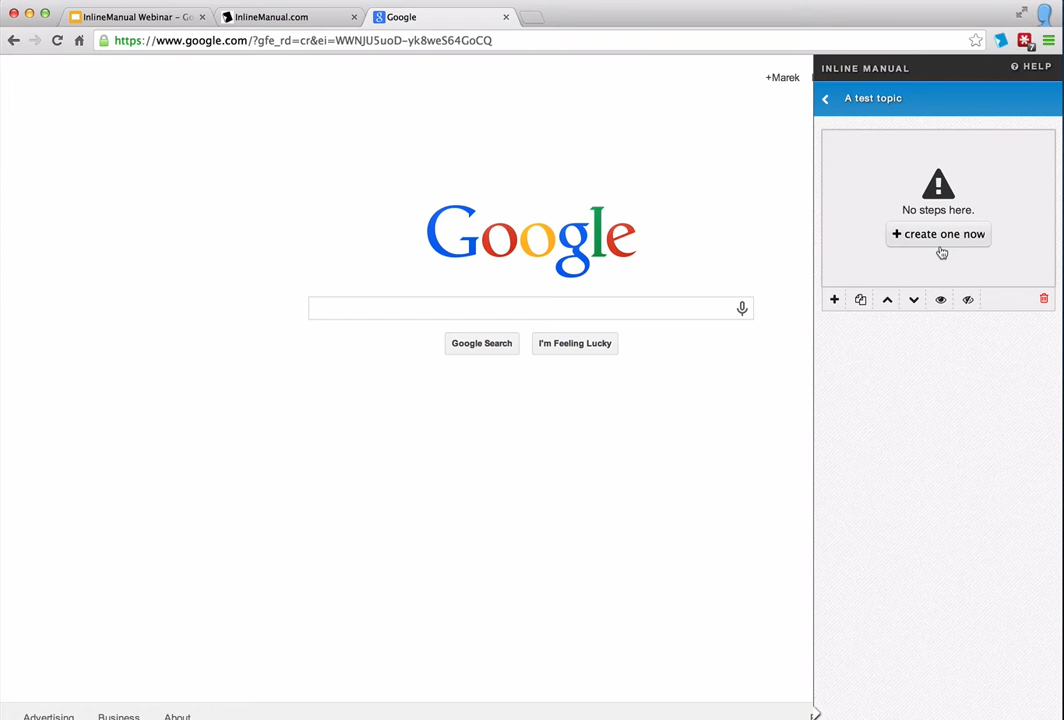 InlineManual Webinar – Go
InlineManual.com
Google
https://www.google.com/?gfe_rd=cr&ei=WWNJU5uoD-yk8weS64GoCQ
7
+Marek
INLINE MANUAL
HELP
A test topic
No steps here.
create one now
Google
Google Search
I'm Feeling Lucky
Advertising
Business
About